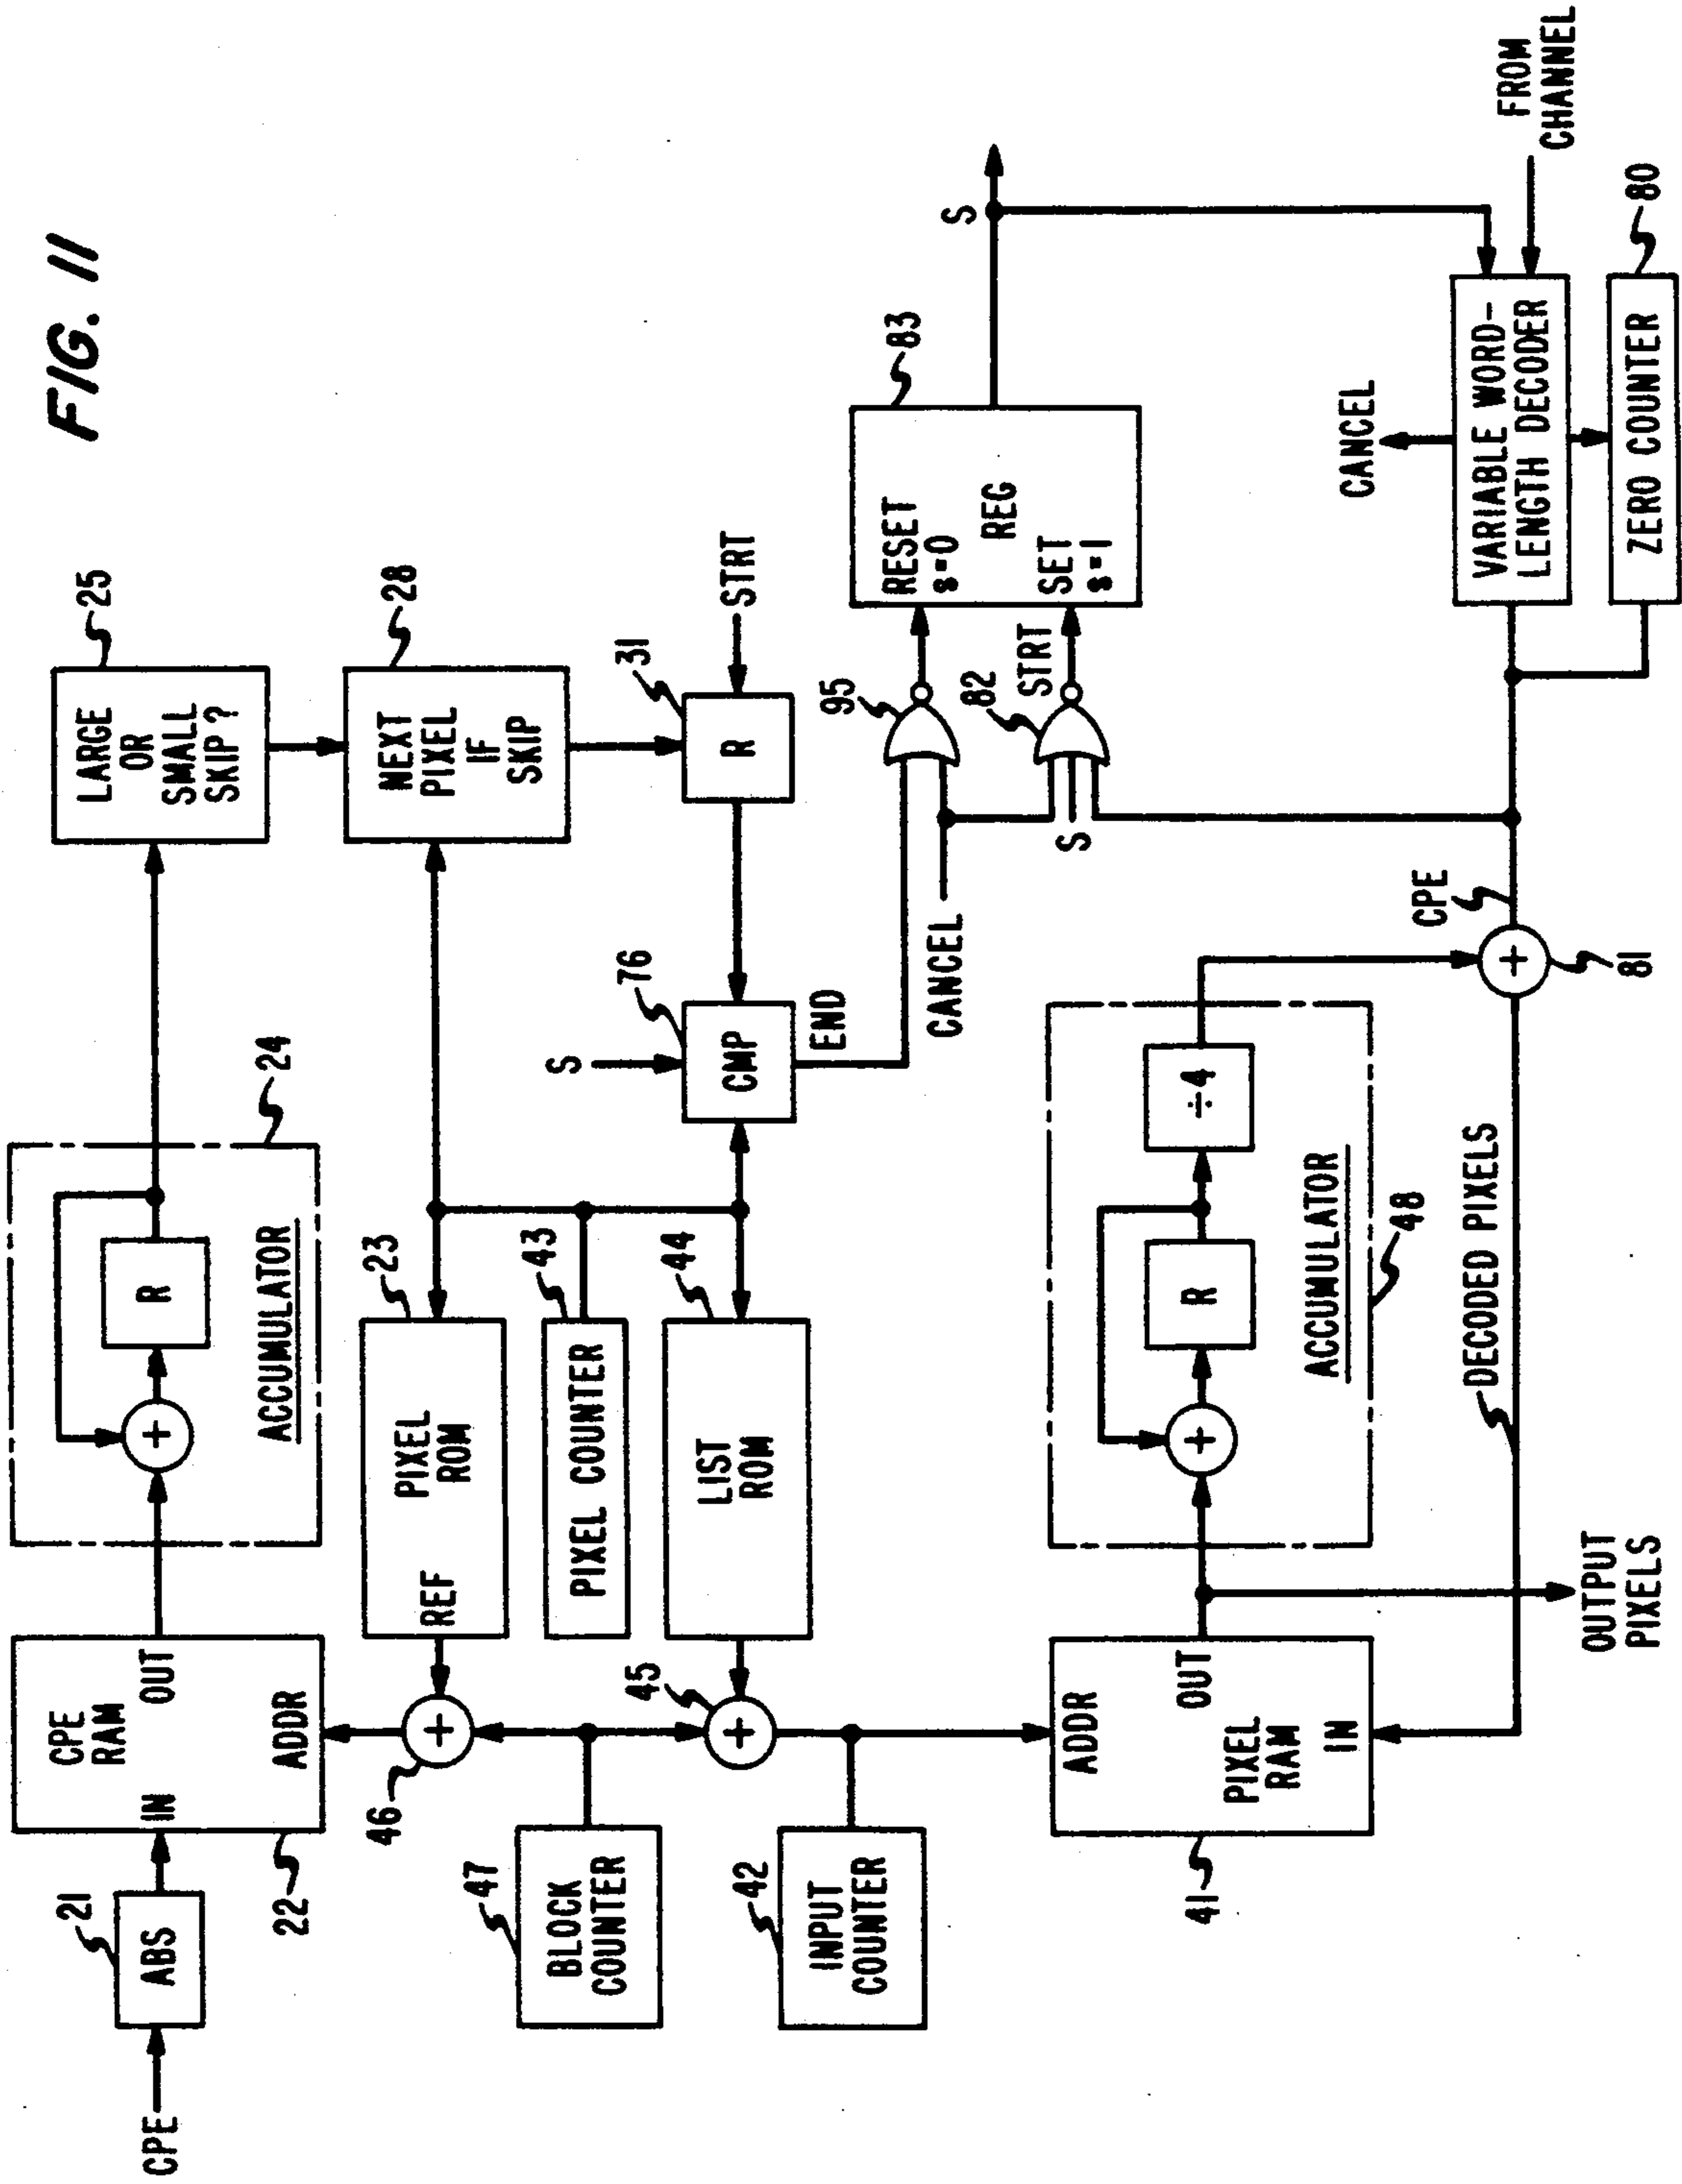 FIG. 11
CPE
ABS
21
CPE
RAM
IN
OUT
ADDR
22
+
R
ACCUMULATOR
24
LARGE
OR
SMALL
SKIP?
25
NEXT
PIXEL
IF
SKIP
28
PIXEL
ROM
REF
23
PIXEL COUNTER
43
LIST
ROM
44
+
46
+
45
BLOCK
COUNTER
47
INPUT
COUNTER
42
R
31
STRT
S
CMP
76
END
CANCEL
95
82
S
STRT
RESET
s=0
REG
SET
s=1
83
S
ADDR
OUT
PIXEL
RAM
IN
41
OUTPUT
PIXELS
+
R
÷4
ACCUMULATOR
48
DECODED PIXELS
+
81
CPE
CANCEL
VARIABLE WORD-
LENGTH DECODER
ZERO COUNTER
80
FROM
CHANNEL